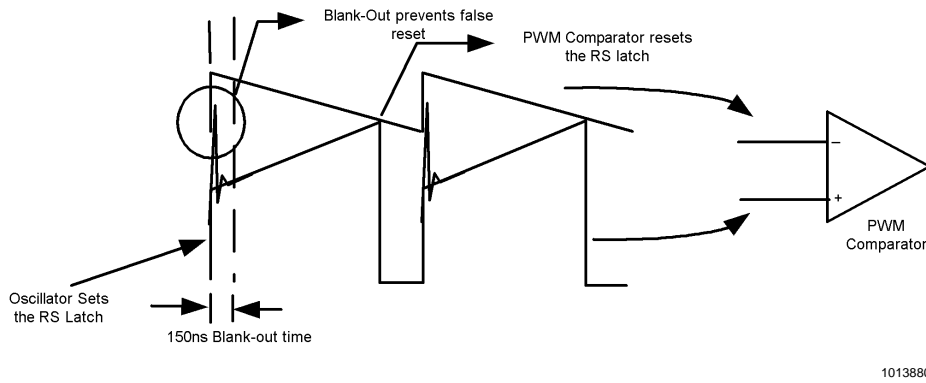 Blank-Out prevents false
reset
PWM Comparator resets
the RS latch
−
+
PWM
Comparator
Oscillator Sets
the RS Latch
150ns Blank-out time
1013880